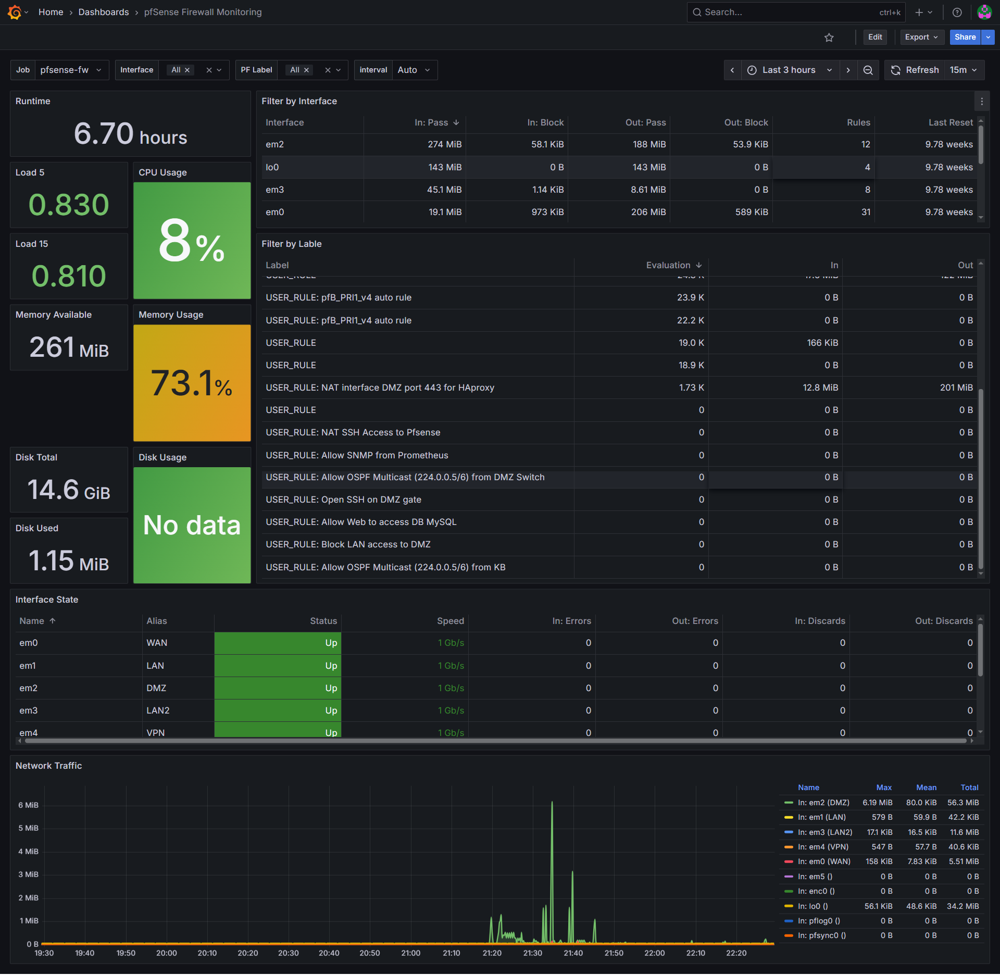 Home › Dashboards › pfSense Firewall Monitoring
Search... ctrl+k
Edit Export Share
Job pfsense-fw Interface All PF Label All interval Auto Last 3 hours Refresh 15m
Runtime
6.70 hours
Load 5
0.830
CPU Usage
8%
Load 15
0.810
Memory Available
261 MiB
Memory Usage
73.1%
Disk Total
14.6 GiB
Disk Usage
No data
Disk Used
1.15 MiB
Filter by Interface
Interface In: Pass In: Block Out: Pass Out: Block Rules Last Reset
em2 274 MiB 58.1 KiB 188 MiB 53.9 KiB 12 9.78 weeks
lo0 143 MiB 0 B 143 MiB 0 B 4 9.78 weeks
em3 45.1 MiB 1.14 KiB 8.61 MiB 0 B 8 9.78 weeks
em0 19.1 MiB 973 KiB 206 MiB 589 KiB 31 9.78 weeks
Filter by Lable
Label Evaluation In Out
USER_RULE
USER_RULE: pfB_PRI1_v4 auto rule 23.9 K 0 B 0 B
USER_RULE: pfB_PRI1_v4 auto rule 22.2 K 0 B 0 B
USER_RULE 19.0 K 166 KiB 0 B
USER_RULE 18.9 K 0 B 0 B
USER_RULE: NAT interface DMZ port 443 for HAproxy 1.73 K 12.8 MiB 201 MiB
USER_RULE 0 0 B 0 B
USER_RULE: NAT SSH Access to Pfsense 0 0 B 0 B
USER_RULE: Allow SNMP from Prometheus 0 0 B 0 B
USER_RULE: Allow OSPF Multicast (224.0.0.5/6) from DMZ Switch 0 0 B 0 B
USER_RULE: Open SSH on DMZ gate 0 0 B 0 B
USER_RULE: Allow Web to access DB MySQL 0 0 B 0 B
USER_RULE: Block LAN access to DMZ 0 0 B 0 B
USER_RULE: Allow OSPF Multicast (224.0.0.5/6) from KB 0 0 B 0 B
Interface State
Name Alias Status Speed In: Errors Out: Errors In: Discards Out: Discards
em0 WAN Up 1 Gb/s 0 0 0 0
em1 LAN Up 1 Gb/s 0 0 0 0
em2 DMZ Up 1 Gb/s 0 0 0 0
em3 LAN2 Up 1 Gb/s 0 0 0 0
em4 VPN Up 1 Gb/s 0 0 0 0
Network Traffic
6 MiB
5 MiB
4 MiB
3 MiB
2 MiB
1 MiB
0 B
19:30 19:40 19:50 20:00 20:10 20:20 20:30 20:40 20:50 21:00 21:10 21:20 21:30 21:40 21:50 22:00 22:10 22:20
Name Max Mean Total
In: em2 (DMZ) 6.19 MiB 80.0 KiB 56.3 MiB
In: em1 (LAN) 579 B 59.9 B 42.2 KiB
In: em3 (LAN2) 17.1 KiB 16.5 KiB 11.6 MiB
In: em4 (VPN) 547 B 57.7 B 40.6 KiB
In: em0 (WAN) 158 KiB 7.83 KiB 5.51 MiB
In: em5 () 0 B 0 B 0 B
In: enc0 () 0 B 0 B 0 B
In: lo0 () 56.1 KiB 48.6 KiB 34.2 MiB
In: pflog0 () 0 B 0 B 0 B
In: pfsync0 () 0 B 0 B 0 B